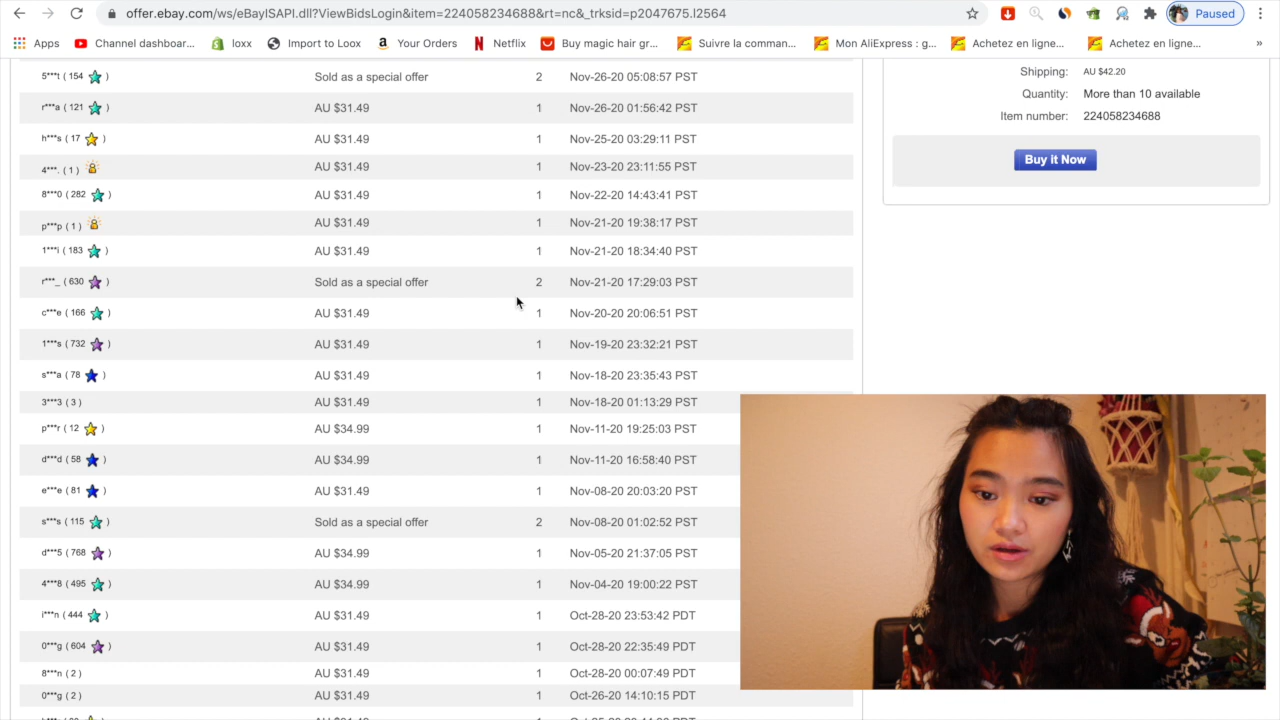 offer.ebay.com/ws/eBayISAPI.dll?ViewBidsLogin&item=224058234688&rt=nc&_trksid=p2047675.l2564
Paused
Apps Channel dashboar... loxx Import to Loox Your Orders Netflix Buy magic hair gr... Suivre la comman... Mon AliExpress : g... Achetez en ligne... Achetez en ligne... »
5***t ( 154 ) Sold as a special offer 2 Nov-26-20 05:08:57 PST
r***a ( 121 ) AU $31.49 1 Nov-26-20 01:56:42 PST
h***s ( 17 ) AU $31.49 1 Nov-25-20 03:29:11 PST
4***. ( 1 ) AU $31.49 1 Nov-23-20 23:11:55 PST
8***0 ( 282 ) AU $31.49 1 Nov-22-20 14:43:41 PST
p***p ( 1 ) AU $31.49 1 Nov-21-20 19:38:17 PST
1***i ( 183 ) AU $31.49 1 Nov-21-20 18:34:40 PST
r***_ ( 630 ) Sold as a special offer 2 Nov-21-20 17:29:03 PST
c***e ( 166 ) AU $31.49 1 Nov-20-20 20:06:51 PST
1***s ( 732 ) AU $31.49 1 Nov-19-20 23:32:21 PST
s***a ( 78 ) AU $31.49 1 Nov-18-20 23:35:43 PST
3***3 ( 3 ) AU $31.49 1 Nov-18-20 01:13:29 PST
p***r ( 12 ) AU $34.99 1 Nov-11-20 19:25:03 PST
d***d ( 58 ) AU $34.99 1 Nov-11-20 16:58:40 PST
e***e ( 81 ) AU $31.49 1 Nov-08-20 20:03:20 PST
s***s ( 115 ) Sold as a special offer 2 Nov-08-20 01:02:52 PST
d***5 ( 768 ) AU $34.99 1 Nov-05-20 21:37:05 PST
4***8 ( 495 ) AU $34.99 1 Nov-04-20 19:00:22 PST
i***n ( 444 ) AU $31.49 1 Oct-28-20 23:53:42 PDT
0***g ( 604 ) AU $31.49 1 Oct-28-20 22:35:49 PDT
8***n ( 2 ) AU $31.49 1 Oct-28-20 00:07:49 PDT
0***g ( 2 ) AU $31.49 1 Oct-26-20 14:10:15 PDT
Shipping: AU $42.20
Quantity: More than 10 available
Item number: 224058234688
Buy it Now